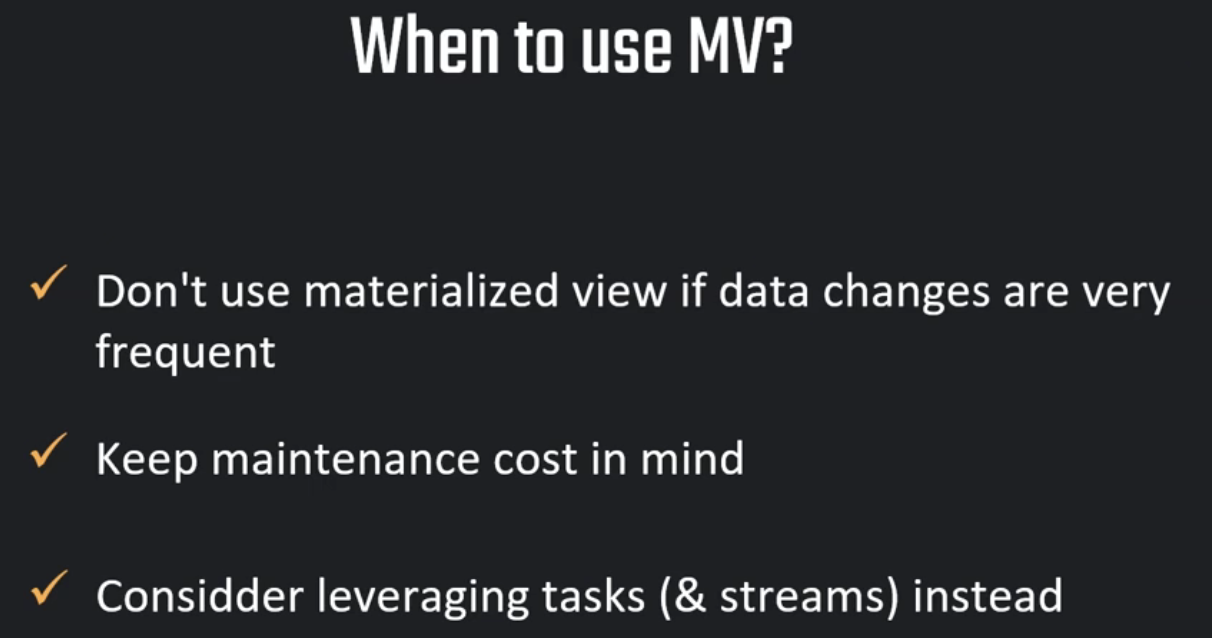 When to use MV?
Don't use materialized view if data changes are very
frequent
Keep maintenance cost in mind
Considder leveraging tasks (& streams) instead